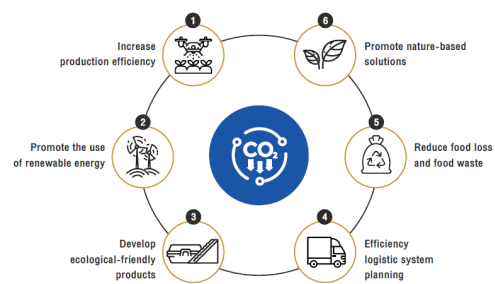 1
Increase
production efficiency
2
Promote the use
of renewable energy
3
Develop
ecological-friendly
products
4
Efficiency
logistic system
planning
5
Reduce food loss
and food waste
6
Promote nature-based
solutions
CO2